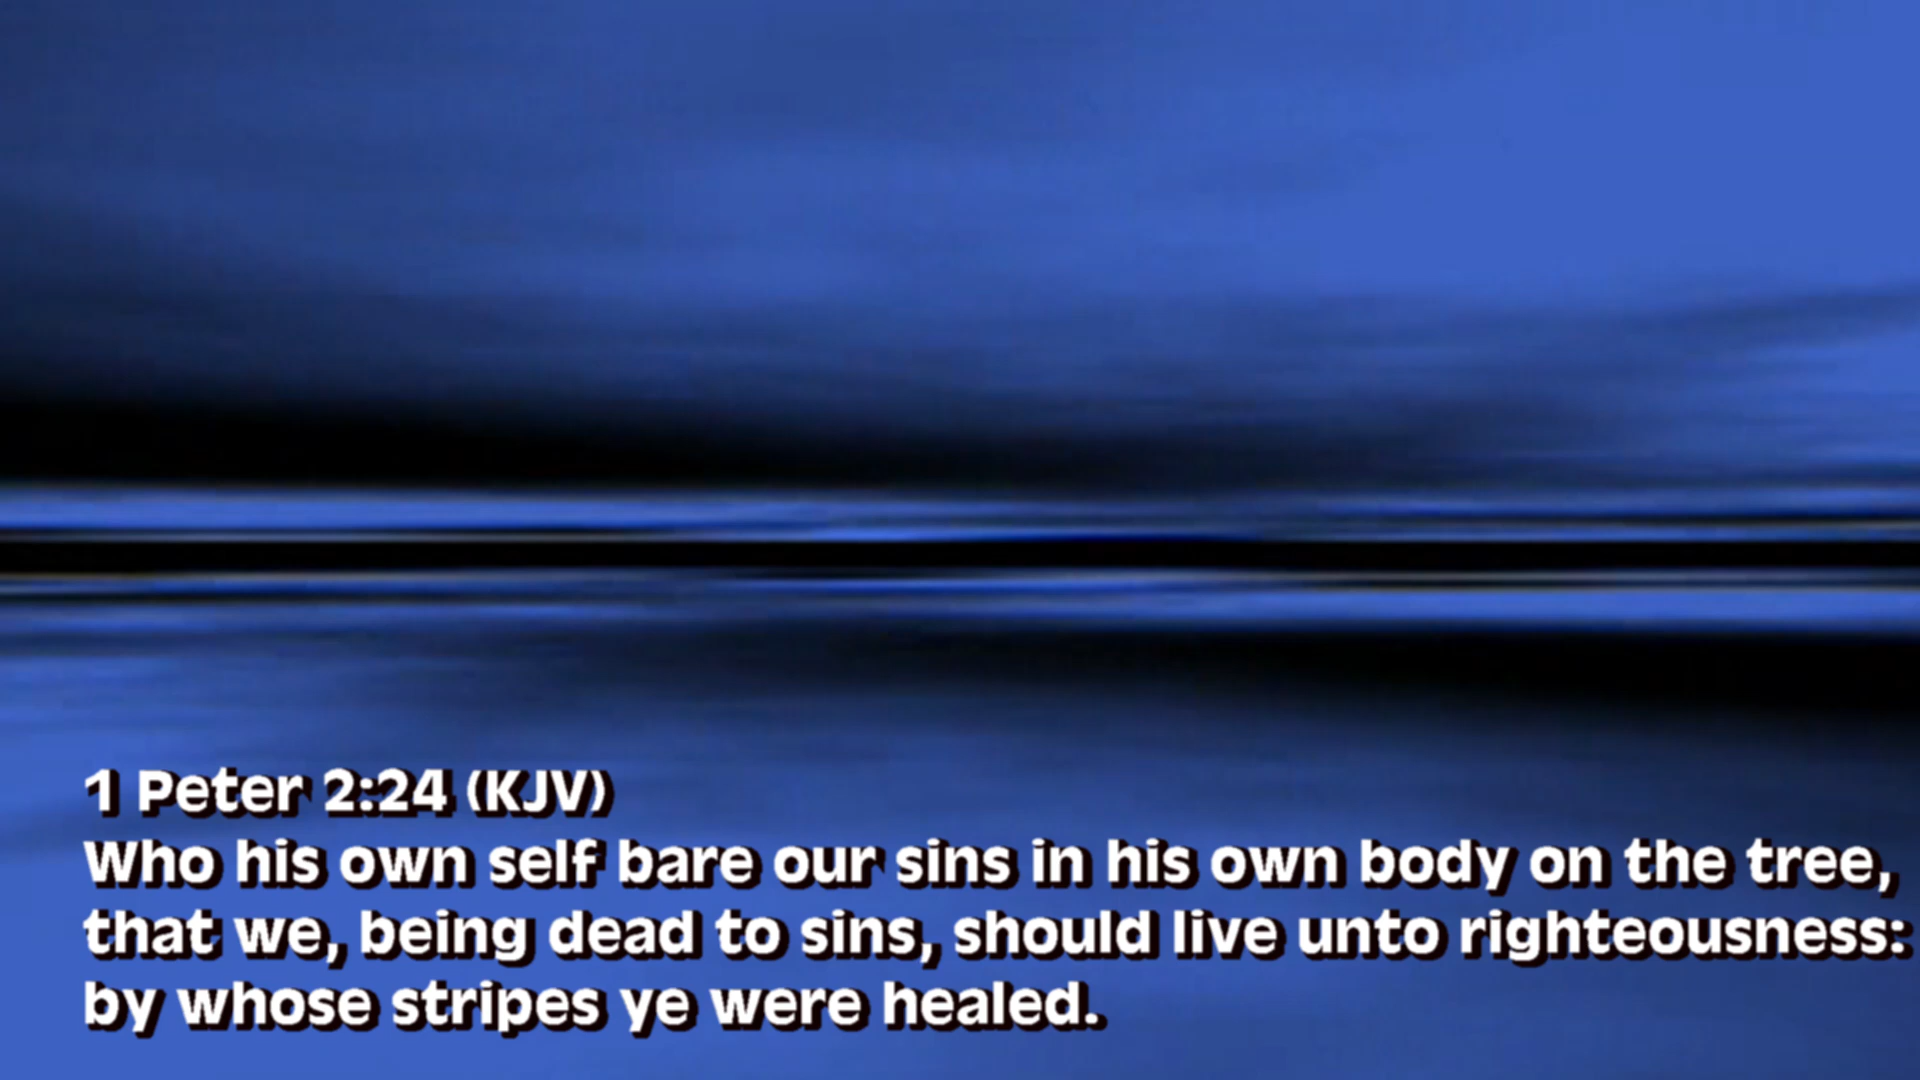 1 Peter 2:24 (KJV)
Who his own self bare our sins in his own body on the tree,
that we, being dead to sins, should live unto righteousness:
by whose stripes ye were healed.